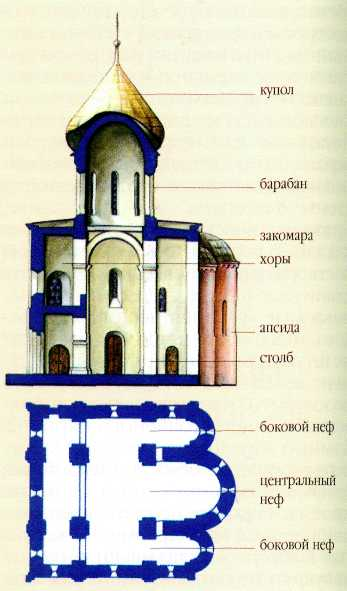 купол
барабан
закомара
хоры
апсида
столб
боковой неф
центральный
неф
боковой неф